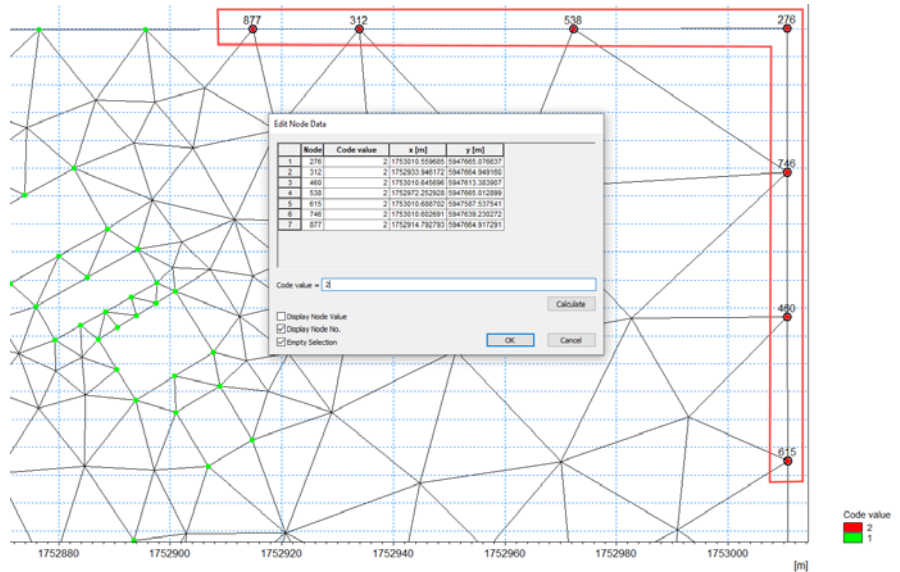 877 312 538 276
Edit Node Data
Node Code value x [m] y [m]
1 276 2 1753010.559685 5947665.076637
2 312 2 1752933.946172 5947664.949160
3 460 2 1753010.645696 5947613.383907
4 538 2 1752972.252928 5947665.012899
5 615 2 1753010.688702 5947587.537541
6 746 2 1753010.602691 5947639.230272
7 877 2 1752914.792793 5947664.917291
746
Code value = 2
Calculate
Display Node Value
Display Node No.
Empty Selection
OK Cancel
460
615
Code value
2
1
1752880 1752900 1752920 1752940 1752960 1752980 1753000
[m]